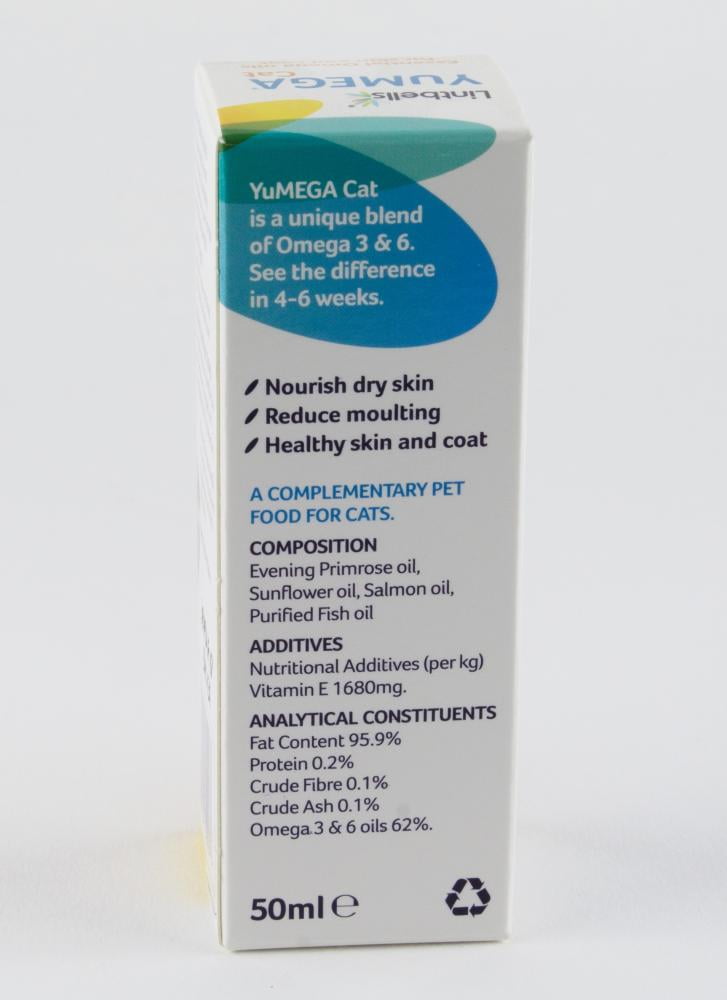 Cat
YUMEGA
Lintbells
YuMEGA Cat
is a unique blend
of Omega 3 & 6.
See the difference
in 4-6 weeks.
Nourish dry skin
Reduce moulting
Healthy skin and coat
A COMPLEMENTARY PET
FOOD FOR CATS.
COMPOSITION
Evening Primrose oil,
Sunflower oil, Salmon oil,
Purified Fish oil
ADDITIVES
Nutritional Additives (per kg)
Vitamin E 1680mg.
ANALYTICAL CONSTITUENTS
Fat Content 95.9%
Protein 0.2%
Crude Fibre 0.1%
Crude Ash 0.1%
Omega 3 & 6 oils 62%.
50ml ℮